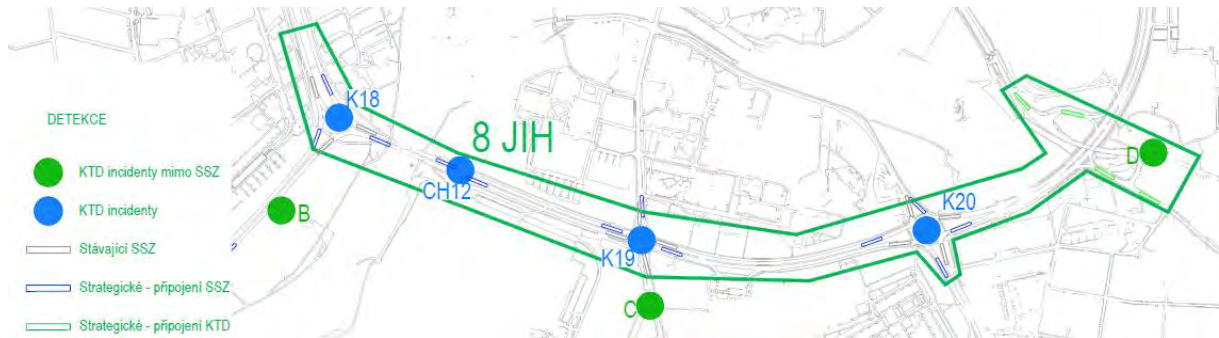 DETEKCE
KTD incidenty mimo SSZ
KTD incidenty
Stávající SSZ
Strategické - připojení SSZ
Strategické - připojení KTD
K18
8 JIH
CH12
B
K19
C
K20
D